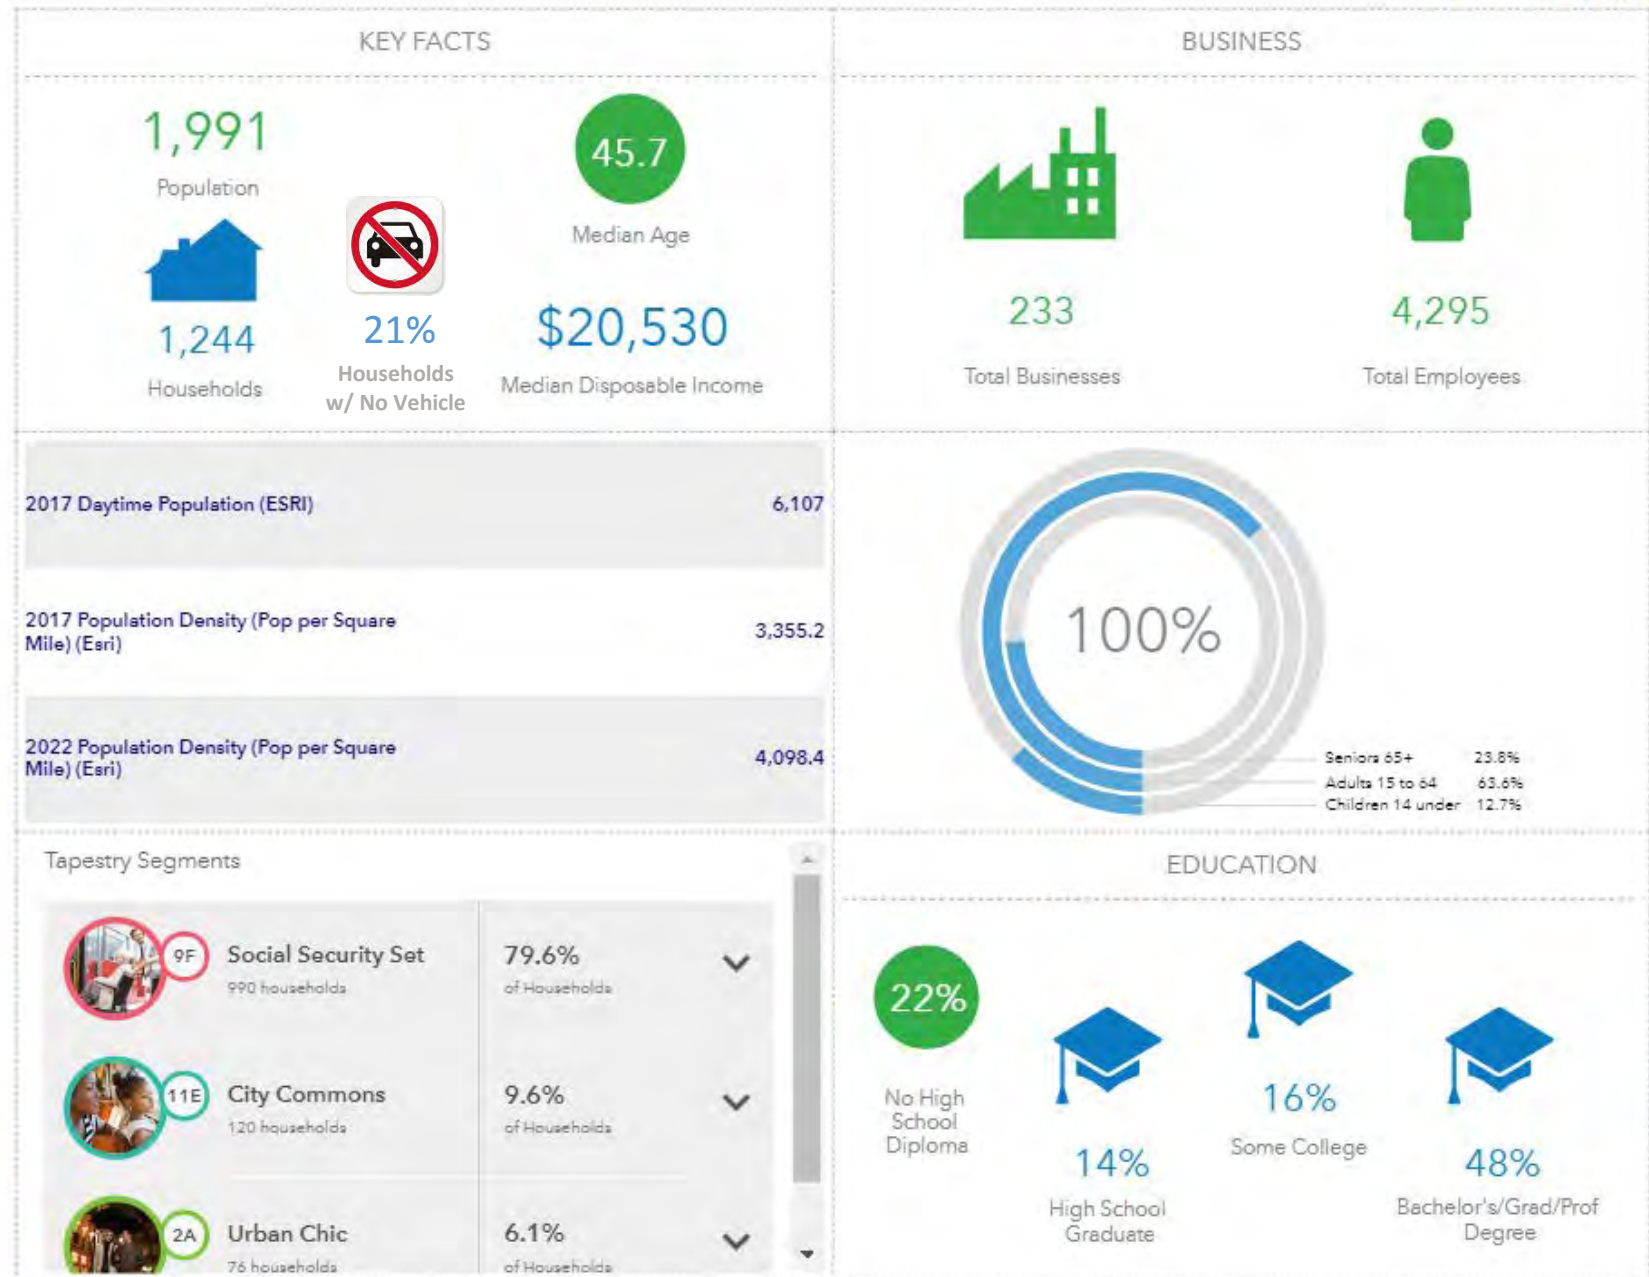 KEY FACTS
1,991
Population
45.7
Median Age
1,244
Households
21%
Households
w/ No Vehicle
$20,530
Median Disposable Income
BUSINESS
233
Total Businesses
4,295
Total Employees
2017 Daytime Population (ESRI) 6,107
2017 Population Density (Pop per Square
Mile) (Esri) 3,355.2
2022 Population Density (Pop per Square
Mile) (Esri) 4,098.4
100%
Seniors 65+ 23.8%
Adults 15 to 64 63.6%
Children 14 under 12.7%
Tapestry Segments
9F Social Security Set 79.6%
990 households of Households
11E City Commons 9.6%
120 households of Households
2A Urban Chic 6.1%
76 households of Households
EDUCATION
22%
No High
School
Diploma
14%
High School
Graduate
16%
Some College
48%
Bachelor's/Grad/Prof
Degree